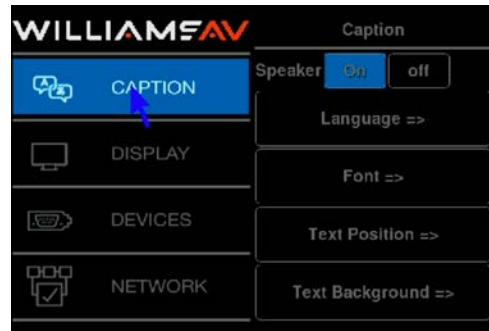 WILLIAMSAV
CAPTION
DISPLAY
DEVICES
NETWORK
Caption
Speaker On off
Language =>
Font =>
Text Position =>
Text Background =>